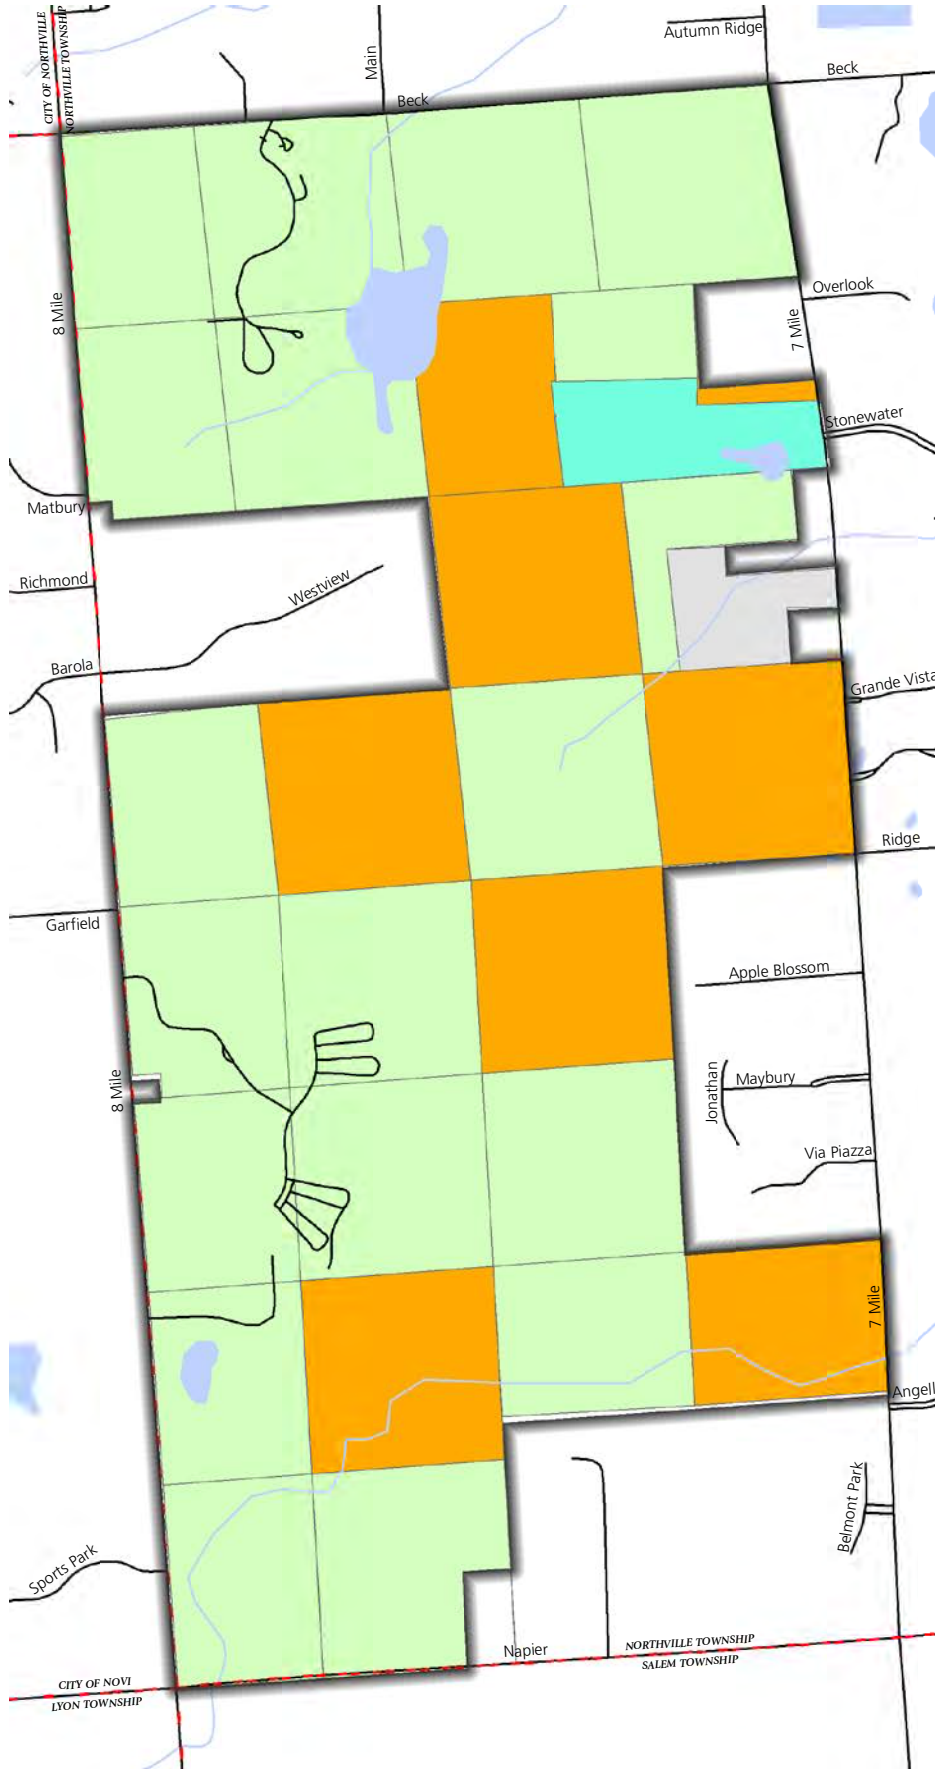 CITY OF NORTHVILLE
NORTHVILLE TOWNSHIP
Main
Autumn Ridge
Beck
Beck
8 Mile
Overlook
7 Mile
Stonewater
Matbury
Richmond
Westview
Barola
Grande Vista
Ridge
Garfield
Apple Blossom
8 Mile
Jonathan
Maybury
Via Piazza
7 Mile
Angell
Belmont Park
Sports Park
Napier
NORTHVILLE TOWNSHIP
SALEM TOWNSHIP
CITY OF NOVI
LYON TOWNSHIP